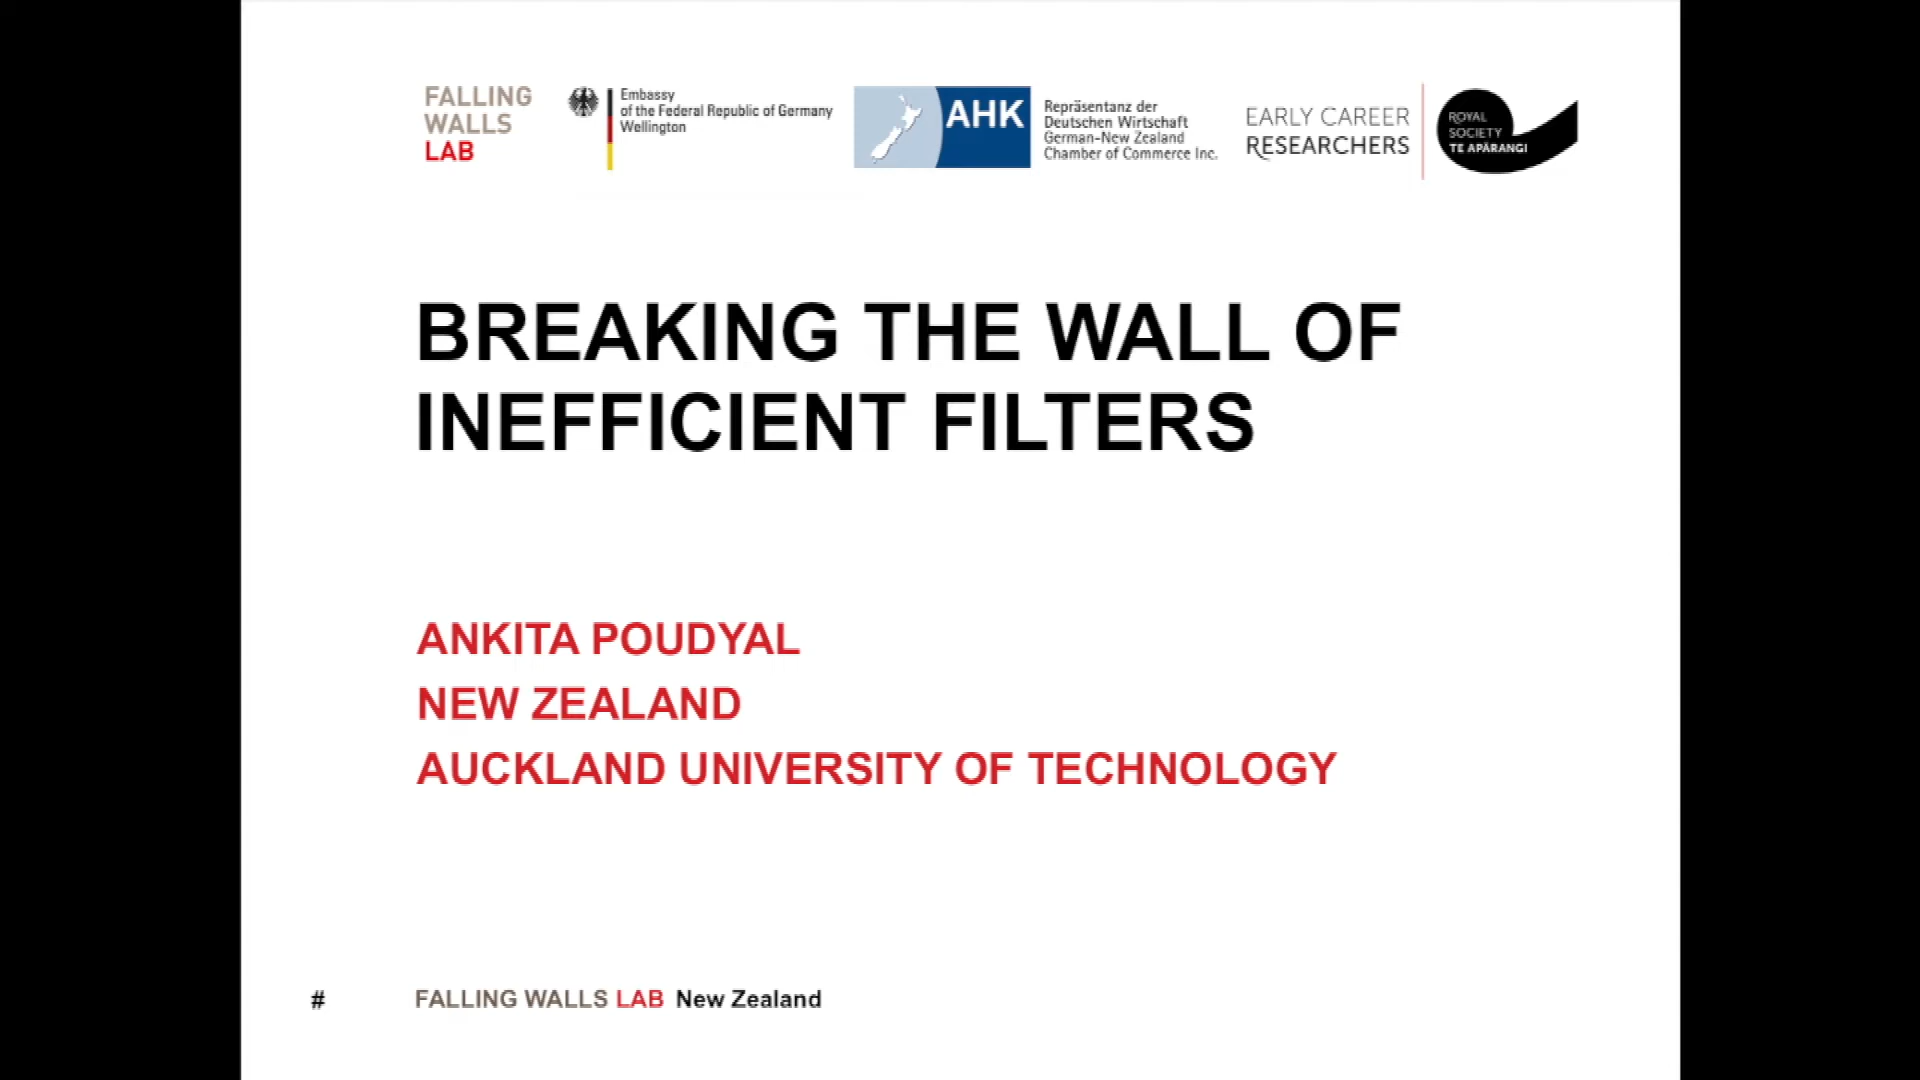 FALLING
WALLS
LAB
Embassy
of the Federal Republic of Germany
Wellington
AHK
Repräsentanz der
Deutschen Wirtschaft
German-New Zealand
Chamber of Commerce Inc.
EARLY CAREER
RESEARCHERS
ROYAL
SOCIETY
TE APĀRANGI
BREAKING THE WALL OF
INEFFICIENT FILTERS
ANKITA POUDYAL
NEW ZEALAND
AUCKLAND UNIVERSITY OF TECHNOLOGY
# FALLING WALLS LAB New Zealand